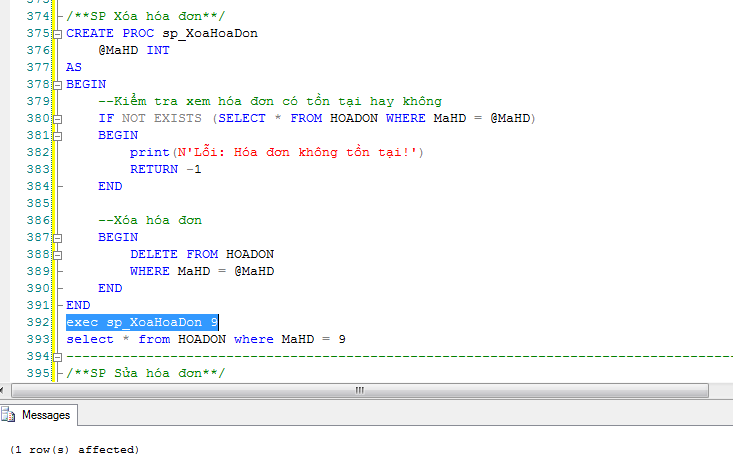 374 /**SP Xóa hóa đơn**/
375 CREATE PROC sp_XoaHoaDon
376 @MaHD INT
377 AS
378 BEGIN
379 --Kiểm tra xem hóa đơn có tồn tại hay không
380 IF NOT EXISTS (SELECT * FROM HOADON WHERE MaHD = @MaHD)
381 BEGIN
382 print(N'Lỗi: Hóa đơn không tồn tại!')
383 RETURN -1
384 END
385
386 --Xóa hóa đơn
387 BEGIN
388 DELETE FROM HOADON
389 WHERE MaHD = @MaHD
390 END
391 END
392 exec sp_XoaHoaDon 9
393 select * from HOADON where MaHD = 9
394 --------------------------------------------------------------------------------
395 /**SP Sửa hóa đơn**/
Messages
(1 row(s) affected)